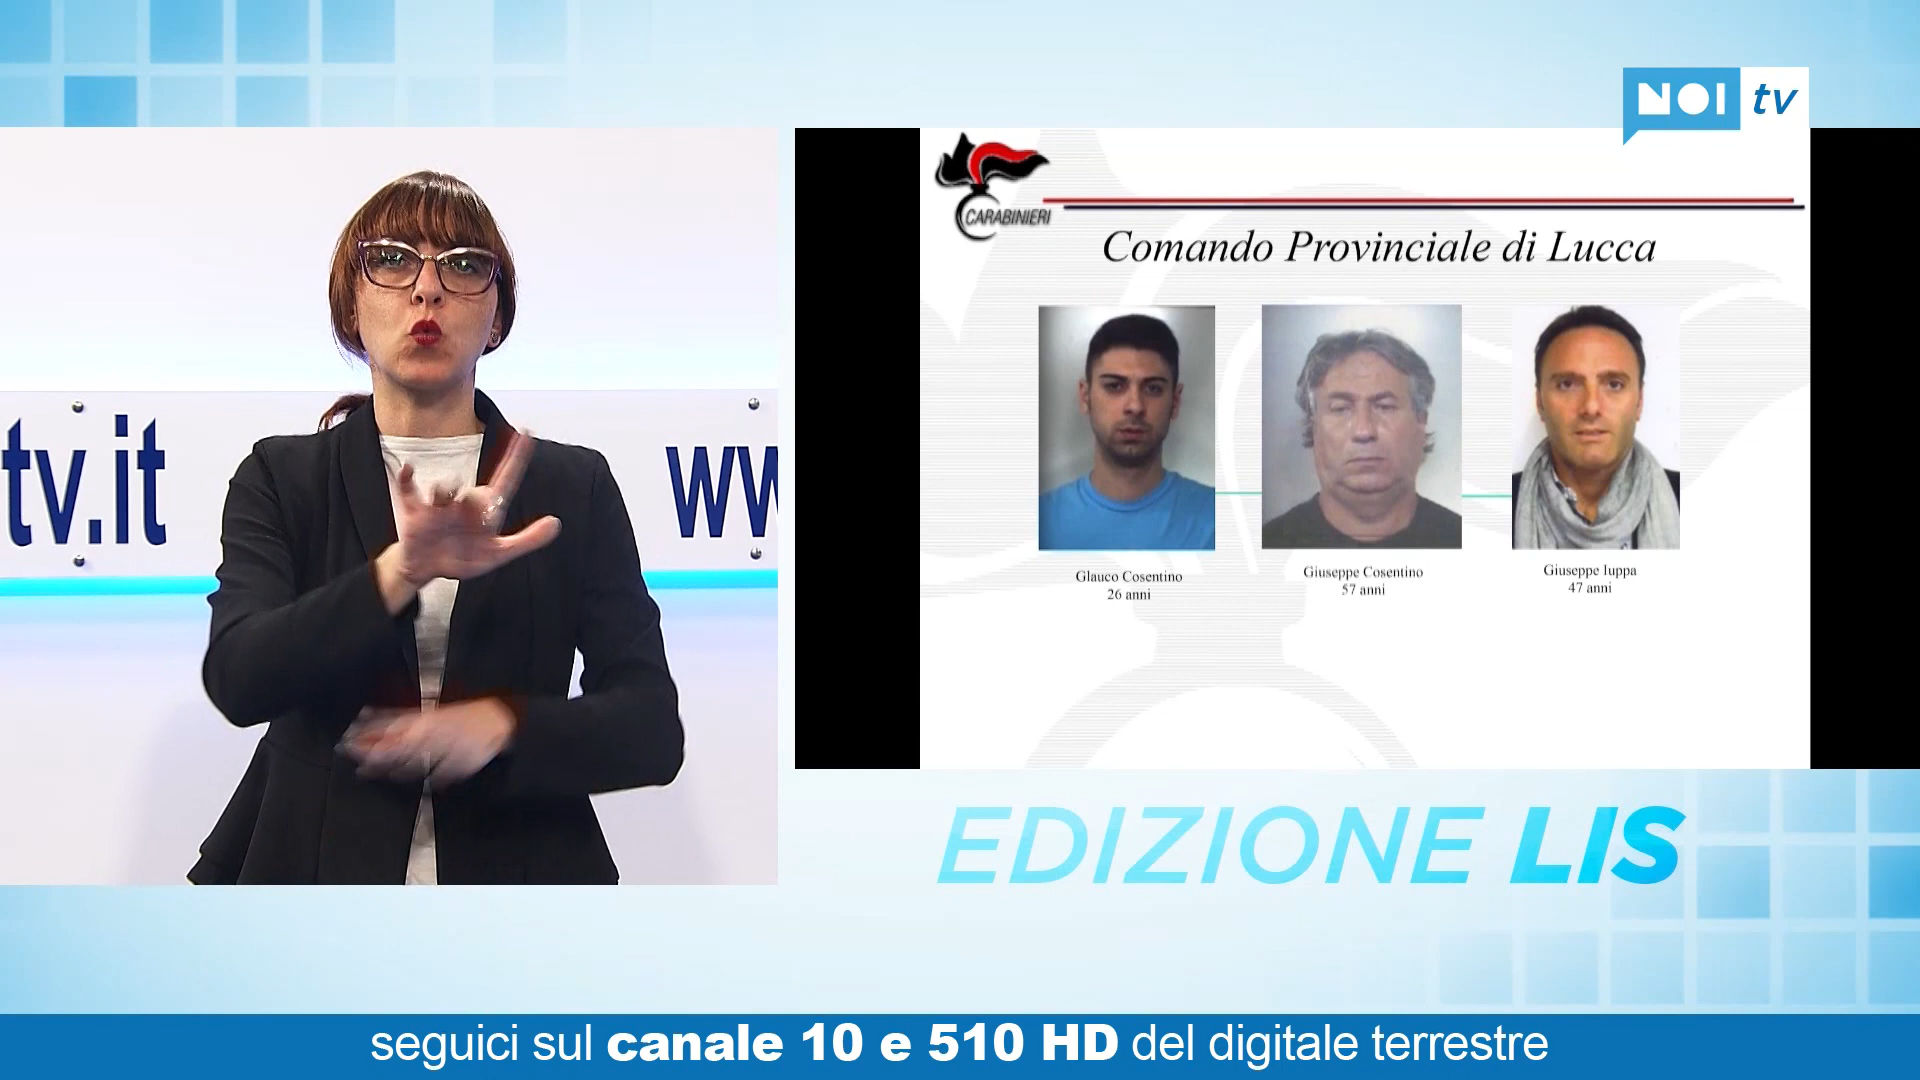 NOI tv
CARABINIERI
Comando Provinciale di Lucca
tv.it
ww
Glauco Cosentino
26 anni
Giuseppe Cosentino
57 anni
Giuseppe Iuppa
47 anni
EDIZIONE LIS
seguici sul canale 10 e 510 HD del digitale terrestre